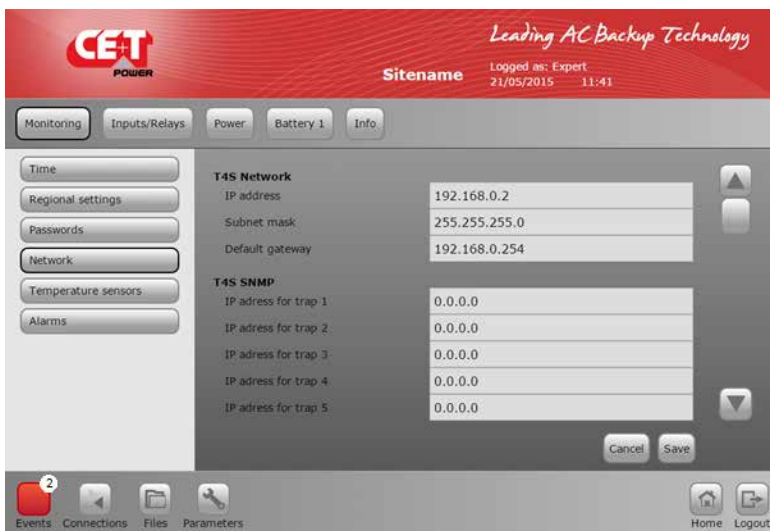 CE+T
POWER
Leading AC Backup Technology
Sitename
Logged as: Expert
21/05/2015 11:41
Monitoring Inputs/Relays Power Battery 1 Info
Time
Regional settings
Passwords
Network
Temperature sensors
Alarms
T4S Network
IP address 192.168.0.2
Subnet mask 255.255.255.0
Default gateway 192.168.0.254
T4S SNMP
IP adress for trap 1 0.0.0.0
IP adress for trap 2 0.0.0.0
IP adress for trap 3 0.0.0.0
IP adress for trap 4 0.0.0.0
IP adress for trap 5 0.0.0.0
Cancel Save
2
Events Connections Files Parameters Home Logout